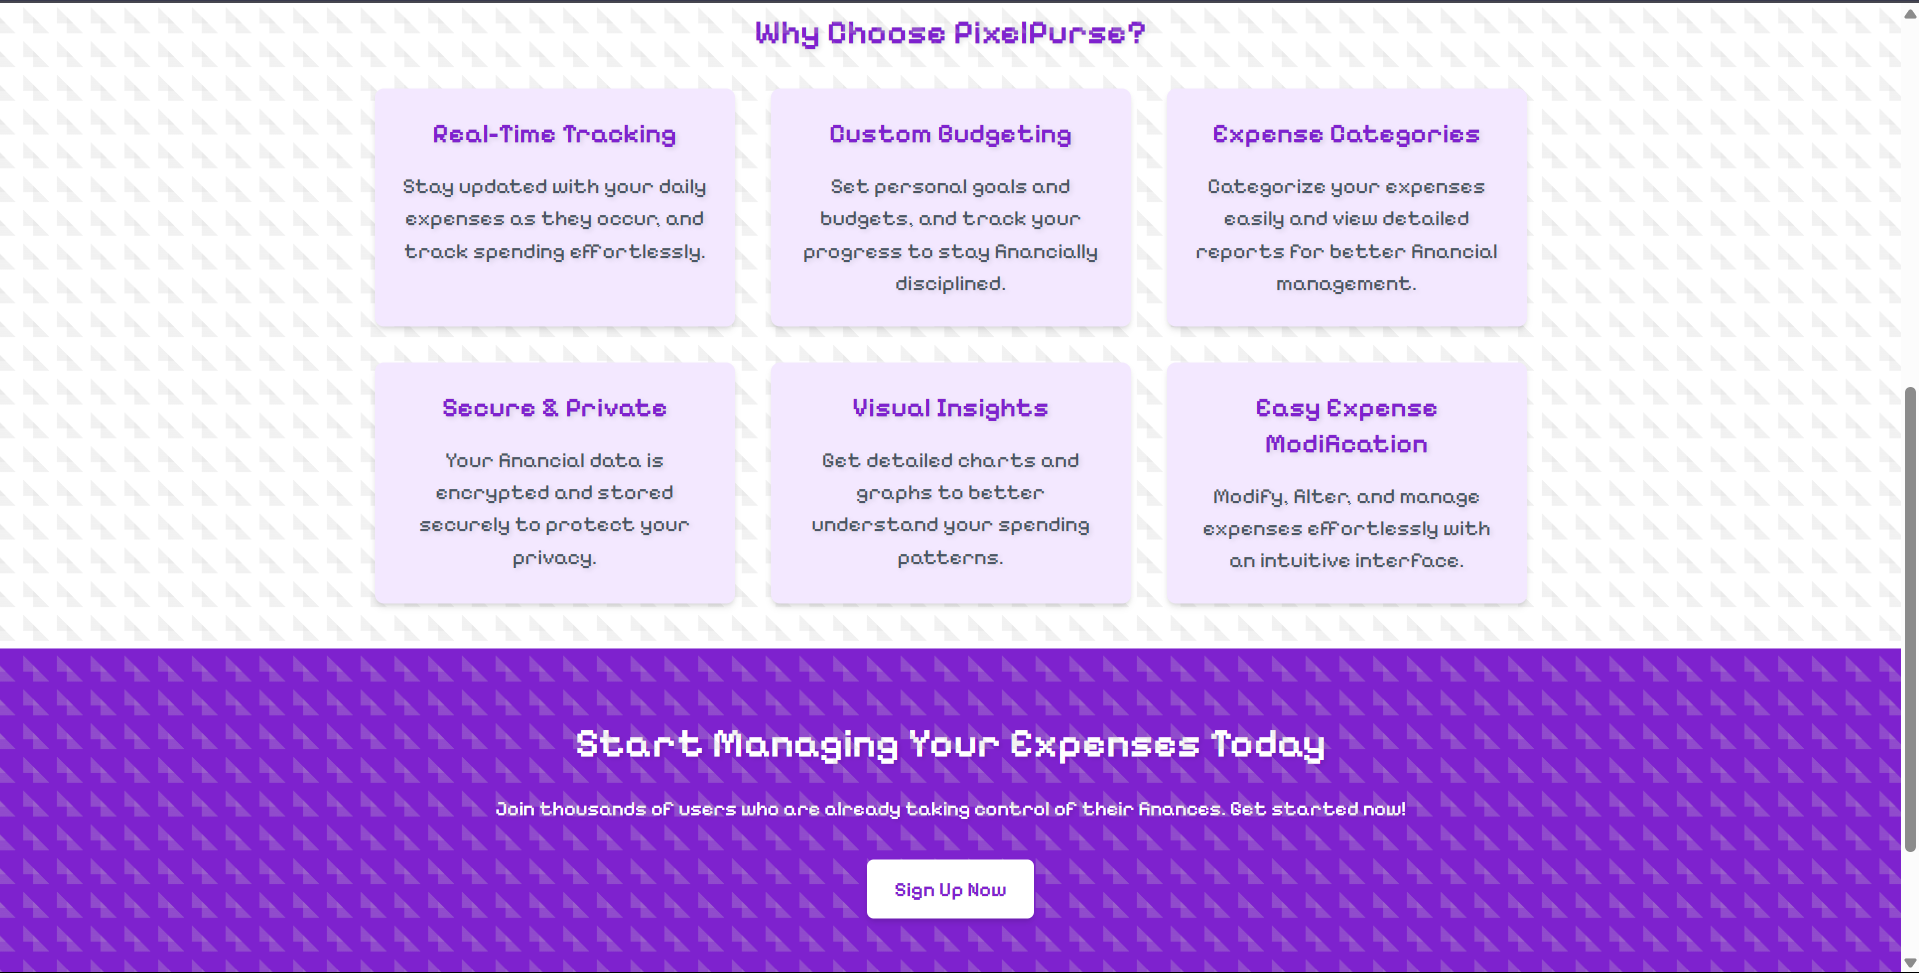 Why Choose PixelPurse?
Real-Time Tracking
Stay updated with your daily
expenses as they occur, and
track spending effortlessly.
Custom Budgeting
Set personal goals and
budgets, and track your
progress to stay financially
disciplined.
Expense Categories
Categorize your expenses
easily and view detailed
reports for better financial
management.
Secure & Private
Your financial data is
encrypted and stored
securely to protect your
privacy.
Visual Insights
Get detailed charts and
graphs to better
understand your spending
patterns.
Easy Expense
Modification
Modify, filter, and manage
expenses effortlessly with
an intuitive interface.
Start Managing Your Expenses Today
Join thousands of users who are already taking control of their finances. Get started now!
Sign Up Now